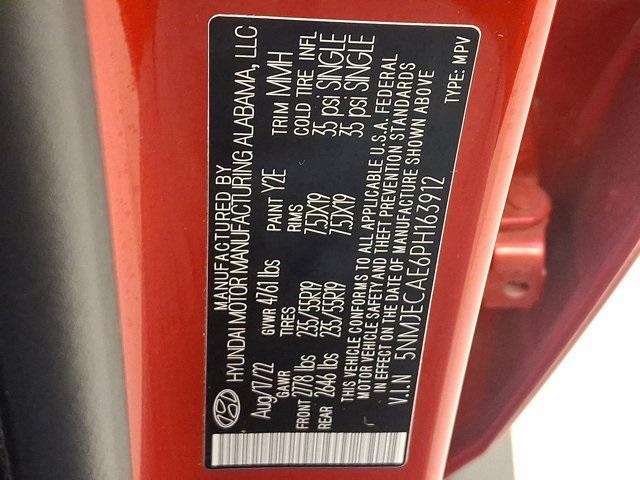 MANUFACTURED BY
HYUNDAI MOTOR MANUFACTURING ALABAMA, LLC
Aug/17/22 GVWR 4761 lbs PAINT Y2E TRIM MMH
GAWR TIRES RIMS COLD TIRE INFL
FRONT 2778 lbs 235/55R19 7.5JX19 35 psi SINGLE
REAR 2646 lbs 235/55R19 7.5JX19 35 psi SINGLE
THIS VEHICLE CONFORMS TO ALL APPLICABLE U.S.A. FEDERAL
MOTOR VEHICLE SAFETY AND THEFT PREVENTION STANDARDS
IN EFFECT ON THE DATE OF MANUFACTURE SHOWN ABOVE
V.I.N 5NMJECAE6PH163912
TYPE: MPV